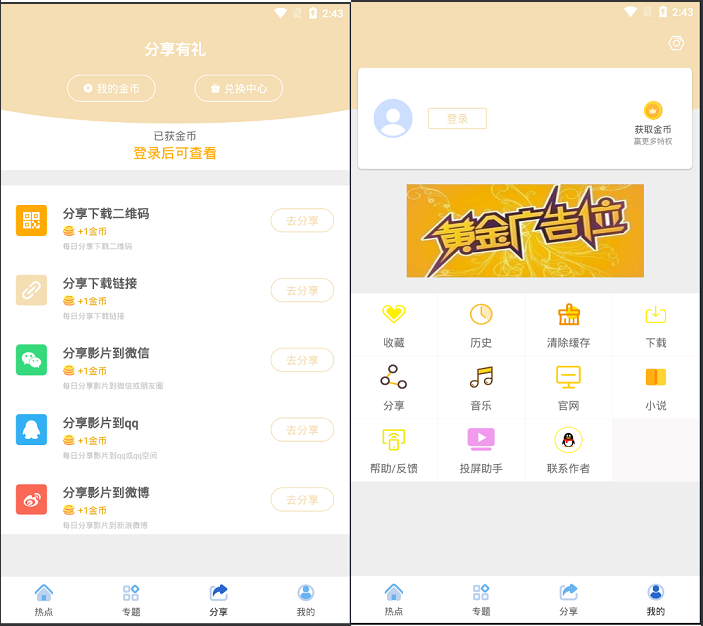 2:43
分享有礼
我的金币
兑换中心
已获金币
登录后可查看
分享下载二维码
+1金币
每日分享下载二维码
去分享
分享下载链接
+1金币
每日分享下载链接
去分享
分享影片到微信
+1金币
每日分享影片到微信或朋友圈
去分享
分享影片到qq
+1金币
每日分享影片到qq或qq空间
去分享
分享影片到微博
+1金币
每日分享影片到新浪微博
去分享
热点
专题
分享
我的
2:43
登录
获取金币
赢更多特权
黄金广告位
收藏
历史
清除缓存
下载
分享
音乐
官网
小说
帮助/反馈
投屏助手
联系作者
热点
专题
分享
我的